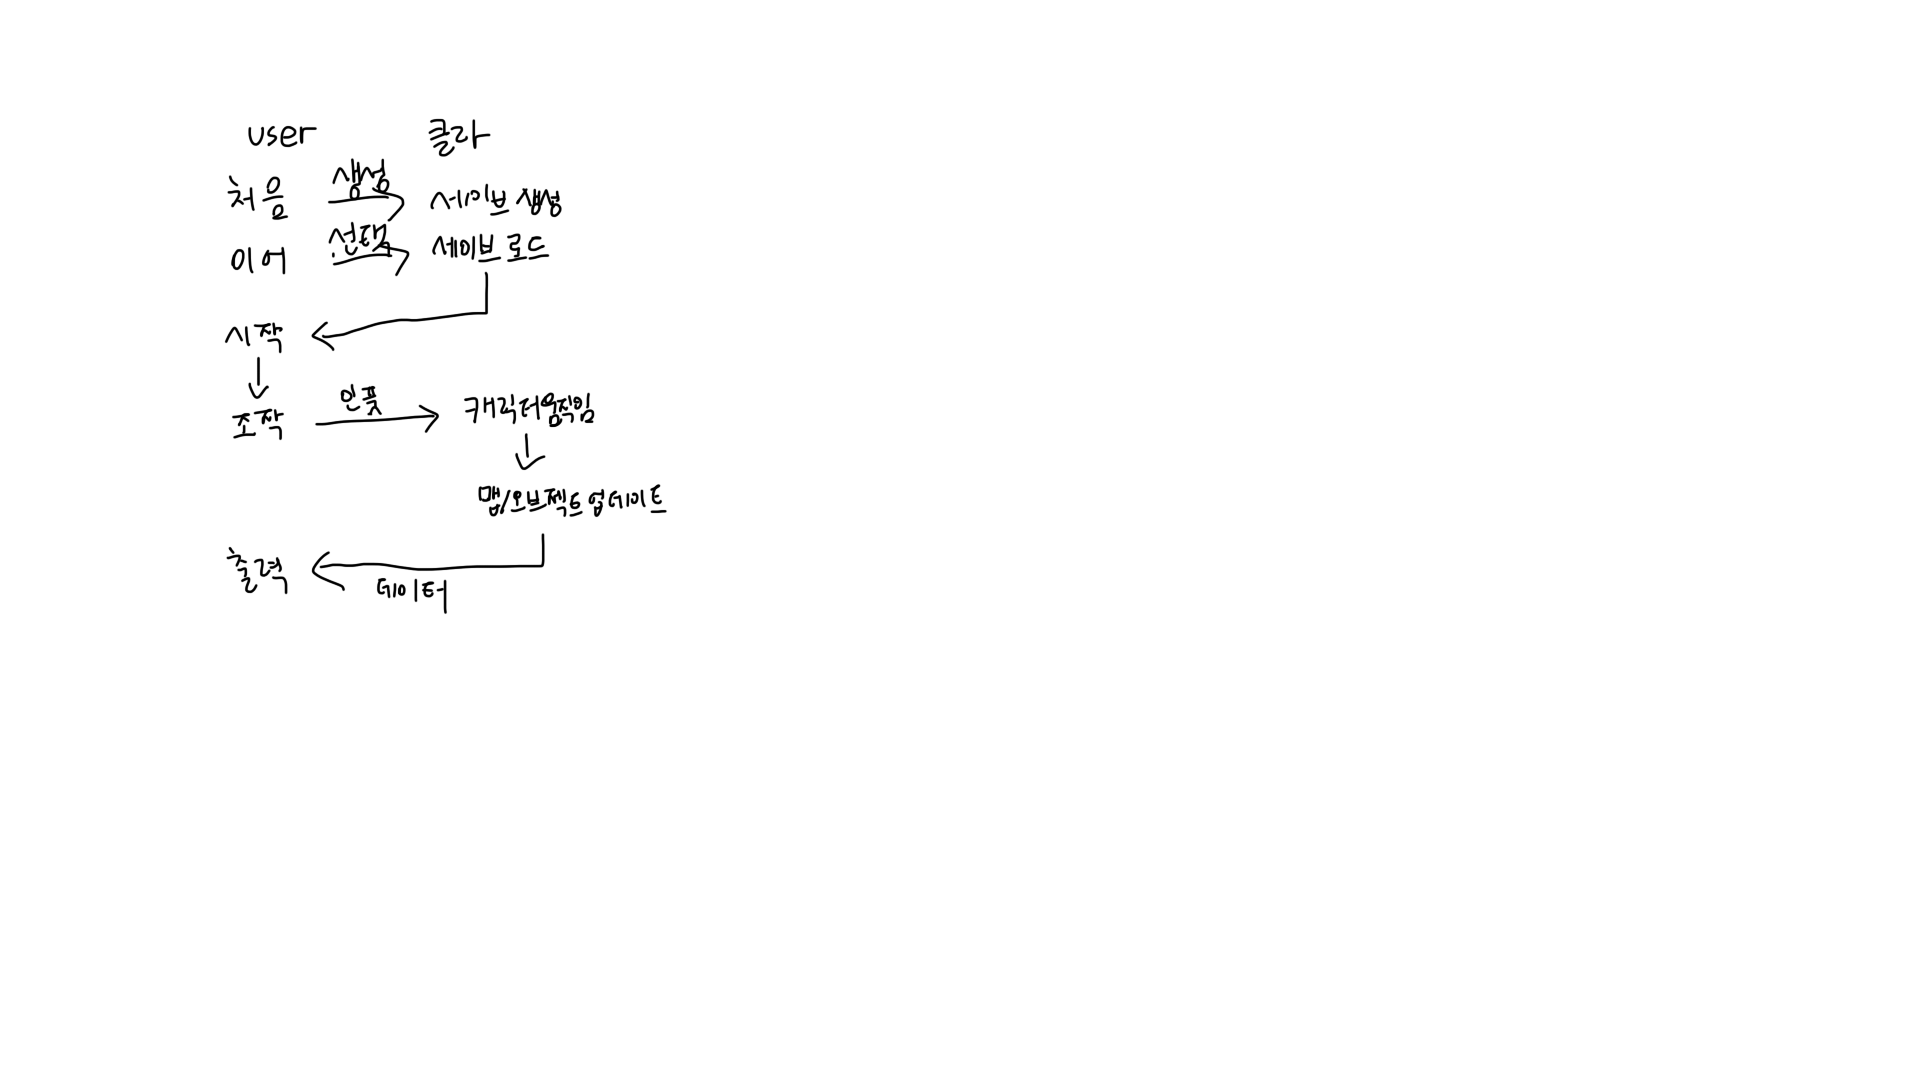 user 클라
처음 생성 세이브 생성
이어 선택 세이브 로드
시작
조작 인풋 캐릭터 움직임
맵/오브젝트 업데이트
출력 데이터